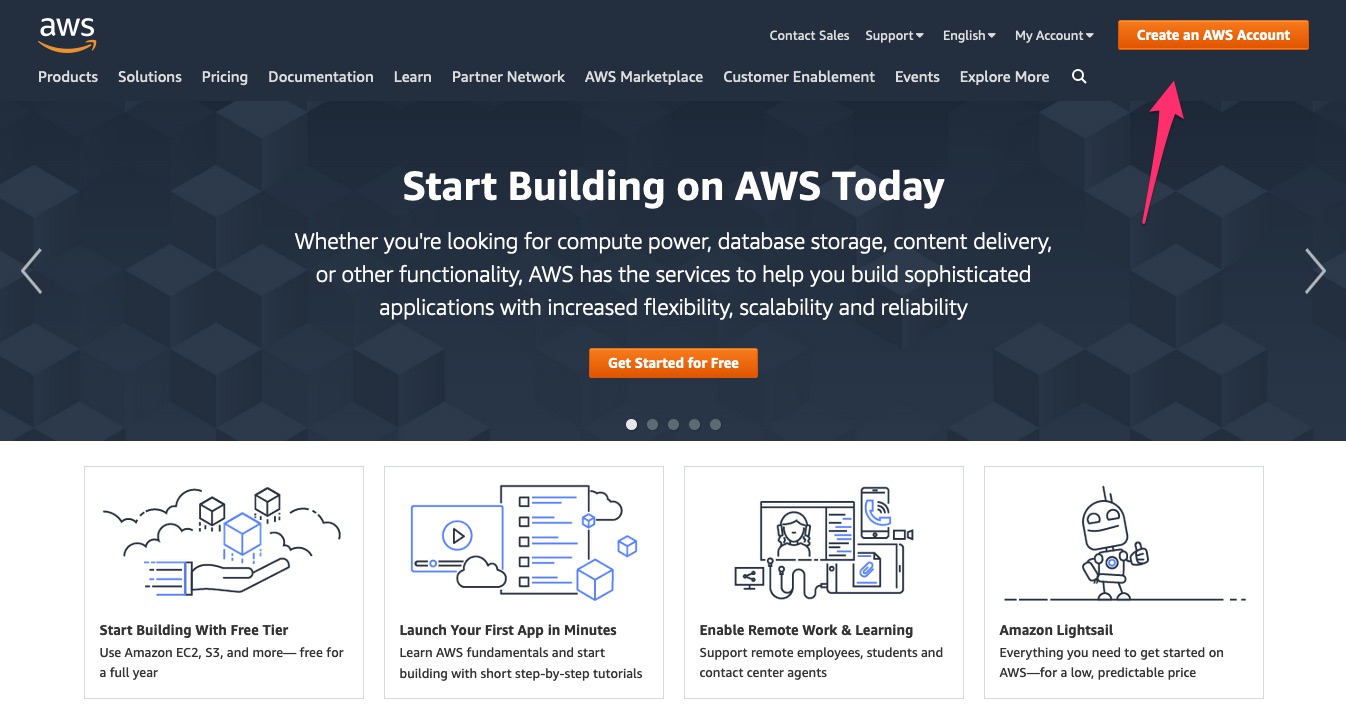 aws
Contact Sales Support English My Account Create an AWS Account
Products Solutions Pricing Documentation Learn Partner Network AWS Marketplace Customer Enablement Events Explore More
Start Building on AWS Today
Whether you're looking for compute power, database storage, content delivery,
or other functionality, AWS has the services to help you build sophisticated
applications with increased flexibility, scalability and reliability
Get Started for Free
Start Building With Free Tier
Use Amazon EC2, S3, and more— free for
a full year
Launch Your First App in Minutes
Learn AWS fundamentals and start
building with short step-by-step tutorials
Enable Remote Work & Learning
Support remote employees, students and
contact center agents
Amazon Lightsail
Everything you need to get started on
AWS—for a low, predictable price